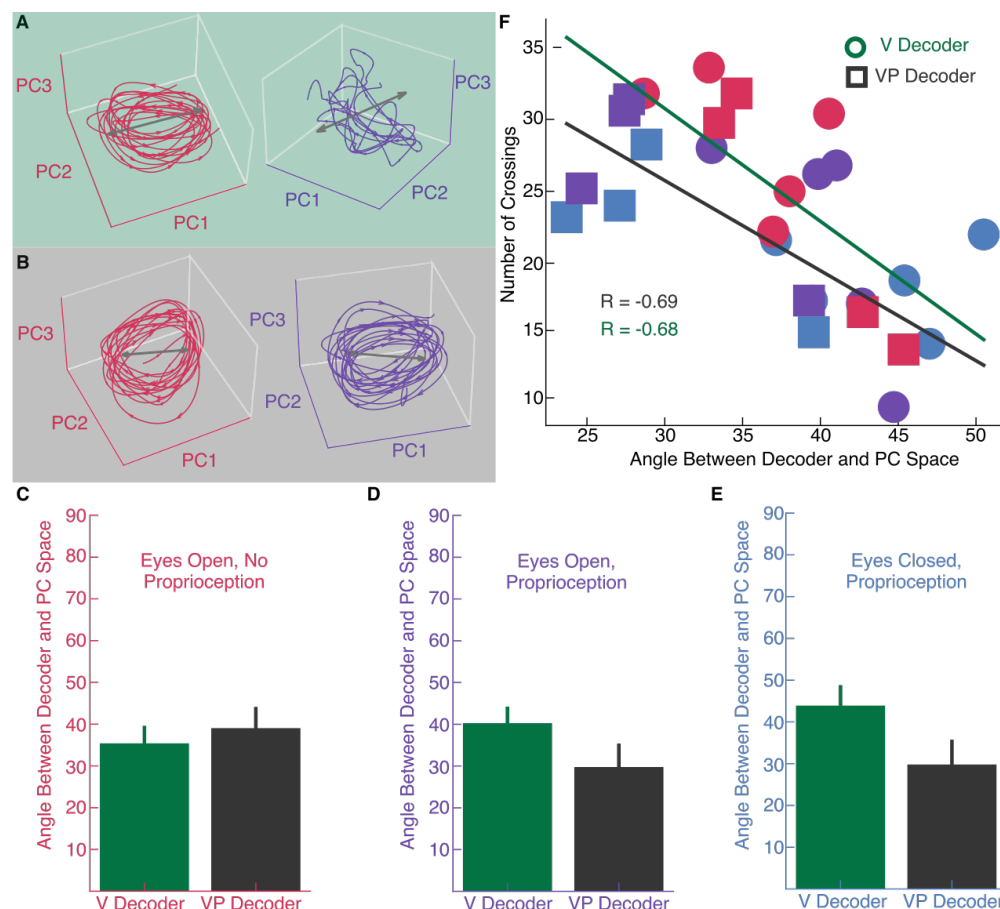 A
PC3
PC2
PC1
PC3
PC1
PC2
B
PC3
PC2
PC1
PC3
PC2
PC1
F
Number of Crossings
35
30
25
20
15
10
V Decoder
VP Decoder
R = -0.69
R = -0.68
25
30
35
40
45
50
Angle Between Decoder and PC Space
C
Angle Between Decoder and PC Space
90
80
70
60
50
40
30
20
10
Eyes Open, No
Proprioception
V Decoder
VP Decoder
D
Angle Between Decoder and PC Space
90
80
70
60
50
40
30
20
10
Eyes Open,
Proprioception
V Decoder
VP Decoder
E
Angle Between Decoder and PC Space
90
80
70
60
50
40
30
20
10
Eyes Closed,
Proprioception
V Decoder
VP Decoder